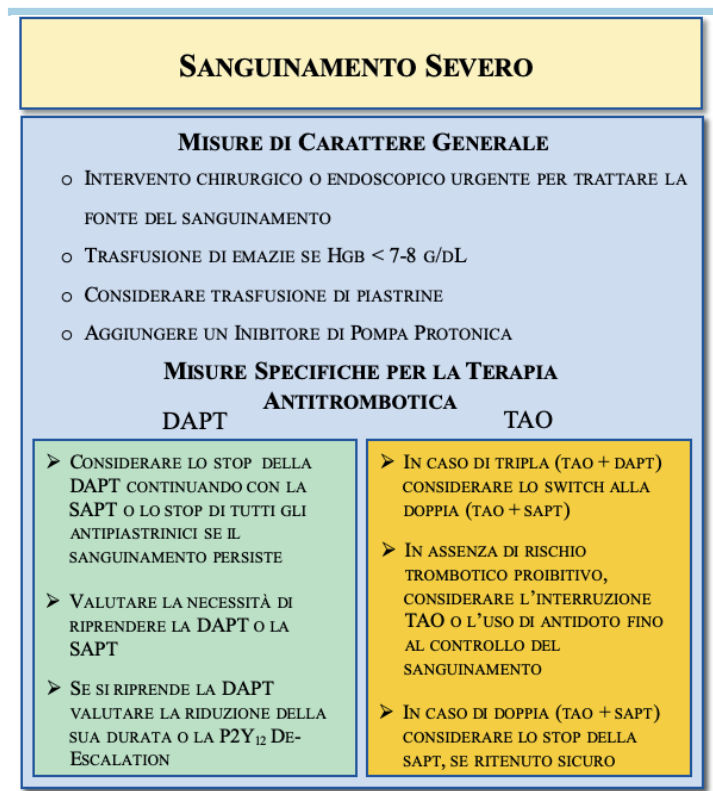 SANGUINAMENTO SEVERO
MISURE DI CARATTERE GENERALE
o INTERVENTO CHIRURGICO O ENDOSCOPICO URGENTE PER TRATTARE LA
FONTE DEL SANGUINAMENTO
o TRASFUSIONE DI EMAZIE SE HGB < 7-8 G/DL
o CONSIDERARE TRASFUSIONE DI PIASTRINE
o AGGIUNGERE UN INIBITORE DI POMPA PROTONICA
MISURE SPECIFICHE PER LA TERAPIA
ANTITROMBOTICA
DAPT
➢ CONSIDERARE LO STOP DELLA
DAPT CONTINUANDO CON LA
SAPT O LO STOP DI TUTTI GLI
ANTIPIASTRINICI SE IL
SANGUINAMENTO PERSISTE
➢ VALUTARE LA NECESSITÀ DI
RIPRENDERE LA DAPT O LA
SAPT
➢ SE SI RIPRENDE LA DAPT
VALUTARE LA RIDUZIONE DELLA
SUA DURATA O LA P2Y12 DE-
ESCALATION
TAO
➢ IN CASO DI TRIPLA (TAO + DAPT)
CONSIDERARE LO SWITCH ALLA
DOPPIA (TAO + SAPT)
➢ IN ASSENZA DI RISCHIO
TROMBOTICO PROIBITIVO,
CONSIDERARE L'INTERRUZIONE
TAO O L'USO DI ANTIDOTO FINO
AL CONTROLLO DEL
SANGUINAMENTO
➢ IN CASO DI DOPPIA (TAO + SAPT)
CONSIDERARE LO STOP DELLA
SAPT, SE RITENUTO SICURO